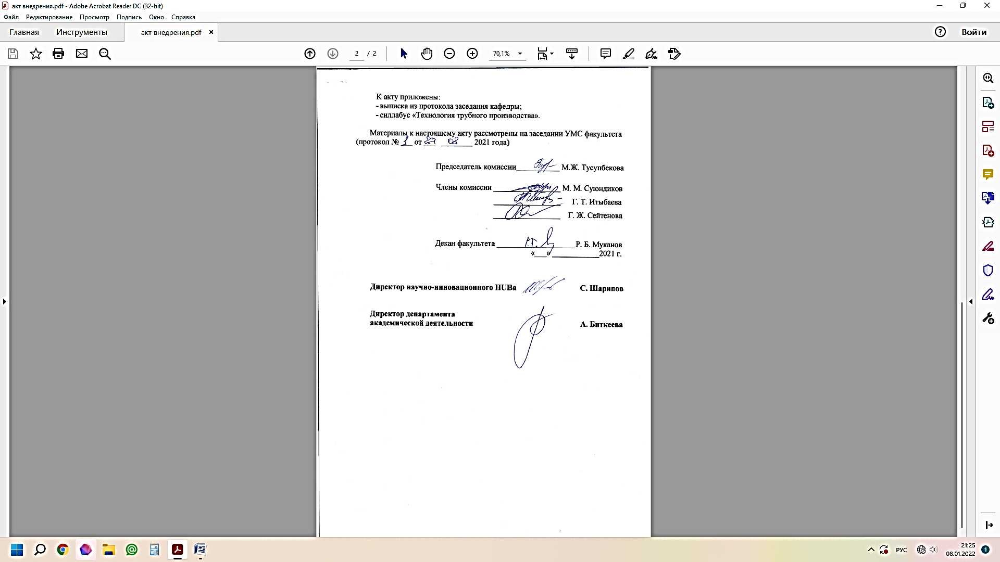 акт внедрения.pdf - Adobe Acrobat Reader DC (32-bit)
Файл Редактирование Просмотр Подпись Окно Справка
Главная Инструменты акт внедрения.pdf Войти
2 / 2 70,1%
К акту приложены:
- выписка из протокола заседания кафедры;
- силлабус «Технология трубного производства».
Материалы к настоящему акту рассмотрены на заседании УМС факультета
(протокол № 1 от 27 08 2021 года)
Председатель комиссии М.Ж. Тусупбекова
Члены комиссии М. М. Суюндиков
Г. Т. Итыбаева
Г. Ж. Сейтенова
Декан факультета Р. Б. Муканов
«___» ____________2021 г.
Директор научно-инновационного HUBа С. Шарипов
Директор департамента
академической деятельности А. Биткеева
РУС
21:25
08.01.2022
1